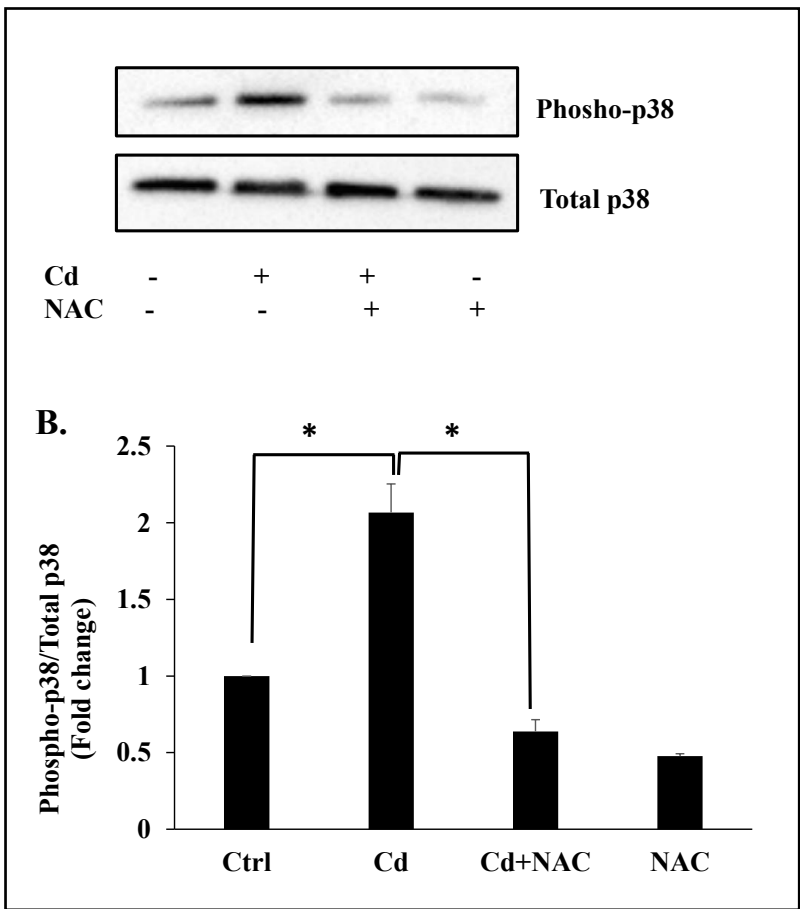 Phosho-p38
Total p38
Cd - + + -
NAC - - + +
B.
* *
2.5
2
1.5
1
0.5
0
Phospho-p38/Total p38
(Fold change)
Ctrl Cd Cd+NAC NAC